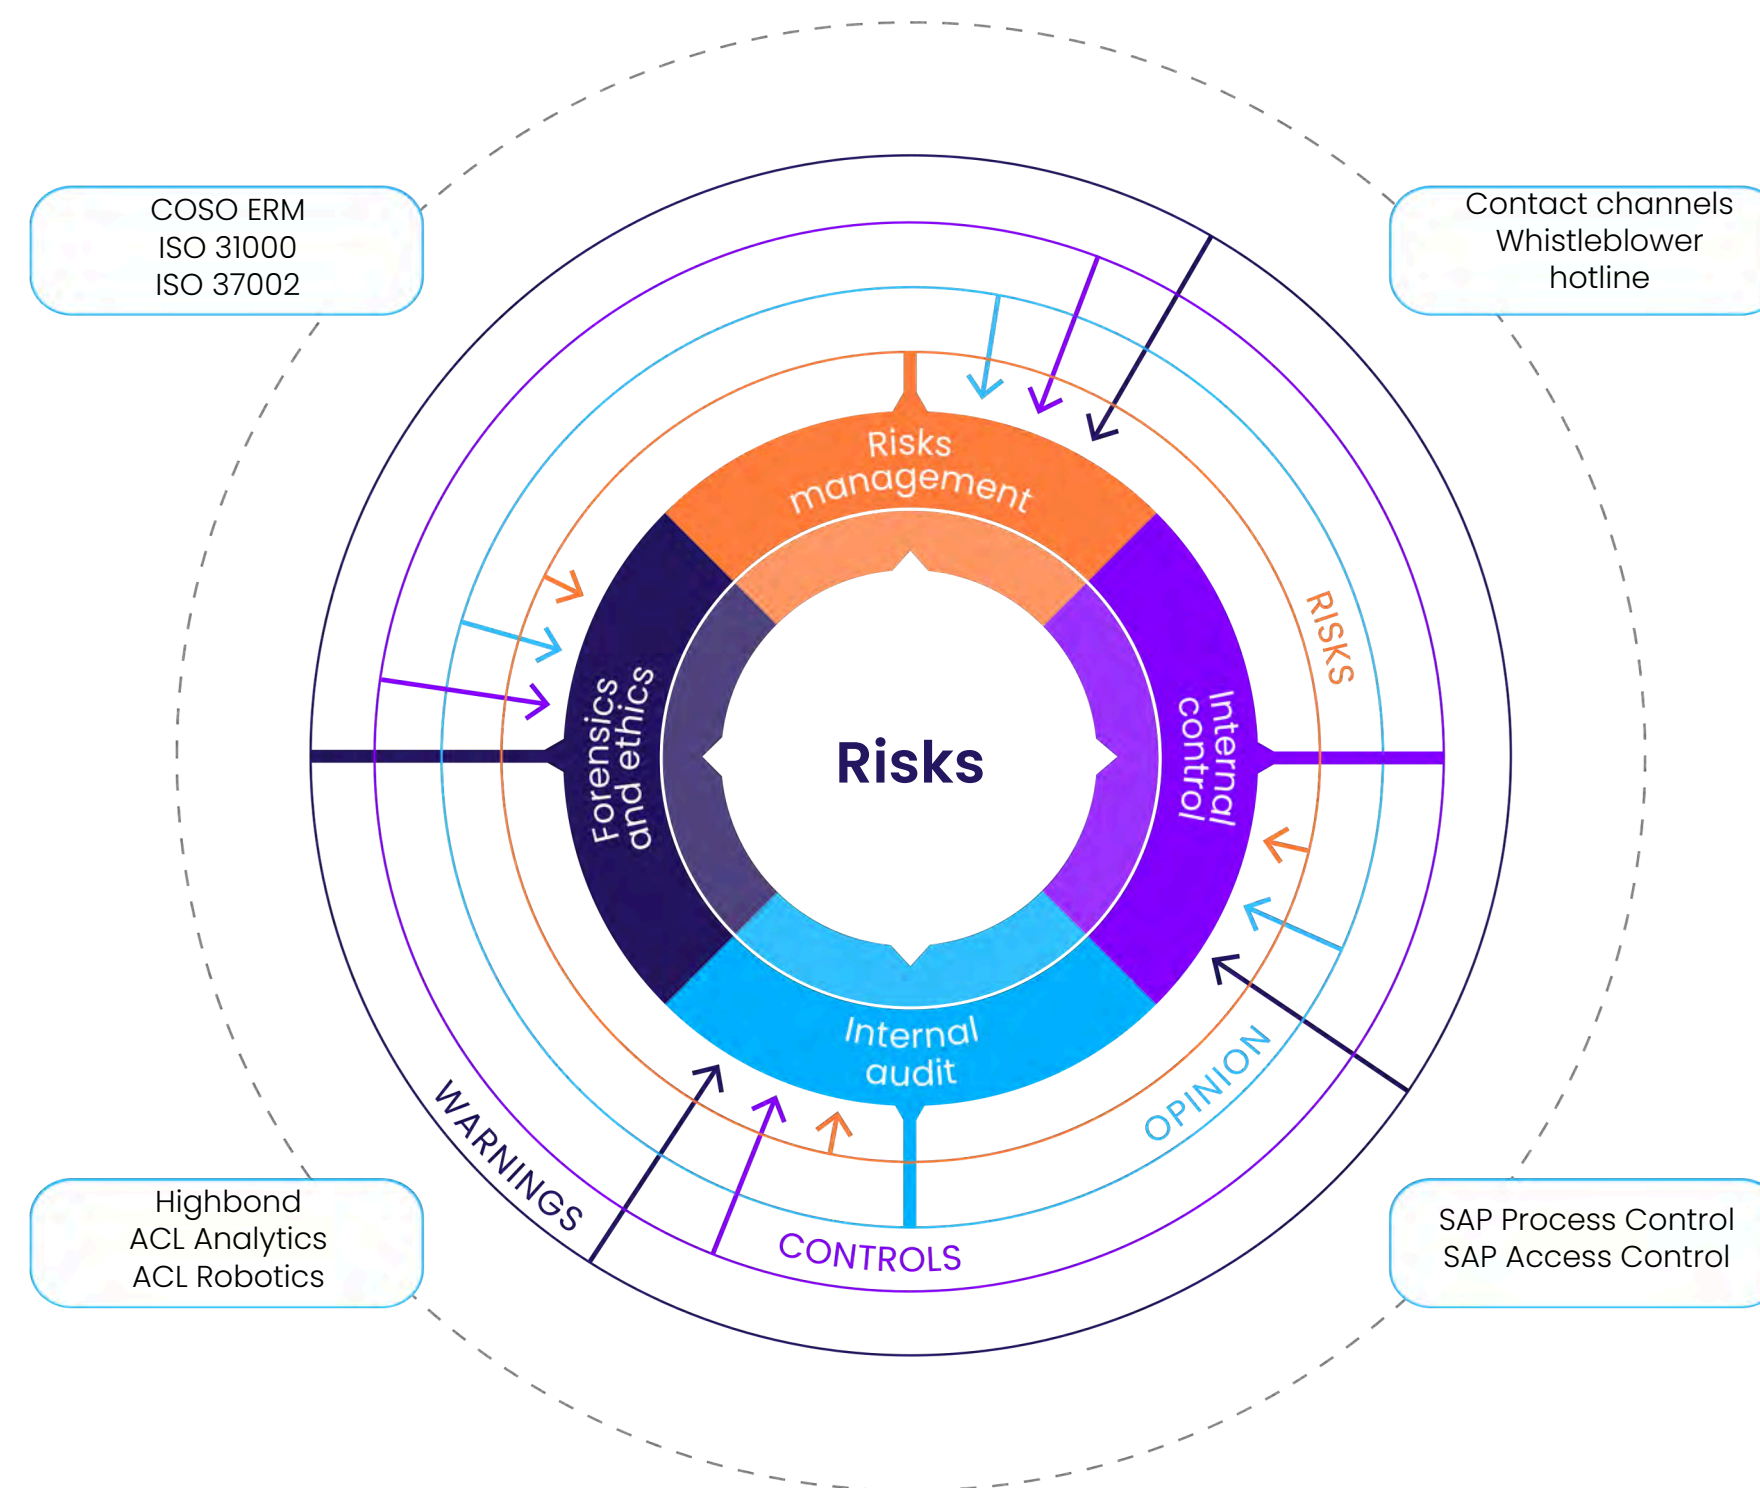 COSO ERM
ISO 31000
ISO 37002
Contact channels
Whistleblower
hotline
Risks
management
RISKS
Forensics
and ethics
Risks
Internal
control
Internal
audit
OPINION
WARNINGS
CONTROLS
Highbond
ACL Analytics
ACL Robotics
SAP Process Control
SAP Access Control